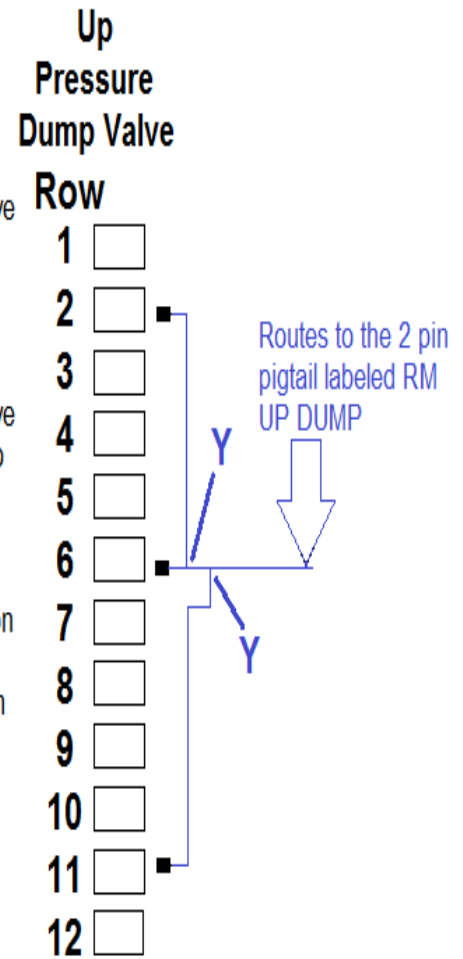 Up
Pressure
Dump Valve
Row
1
2
3
4
5
6
7
8
9
10
11
12
Routes to the 2 pin
pigtail labeled RM
UP DUMP
Y
Y